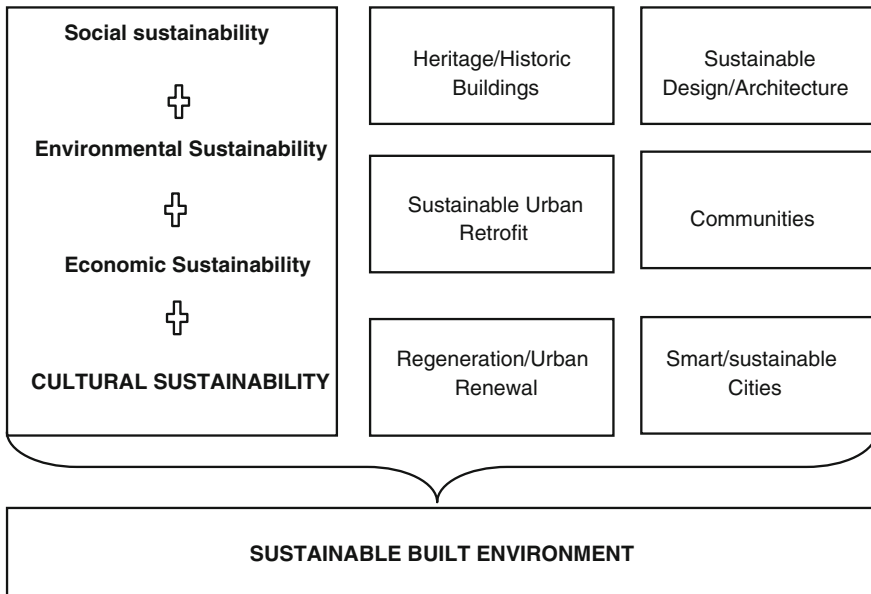 Social sustainability
Environmental Sustainability
Economic Sustainability
CULTURAL SUSTAINABILITY
Heritage/Historic
Buildings
Sustainable
Design/Architecture
Sustainable Urban
Retrofit
Communities
Regeneration/Urban
Renewal
Smart/sustainable
Cities
SUSTAINABLE BUILT ENVIRONMENT